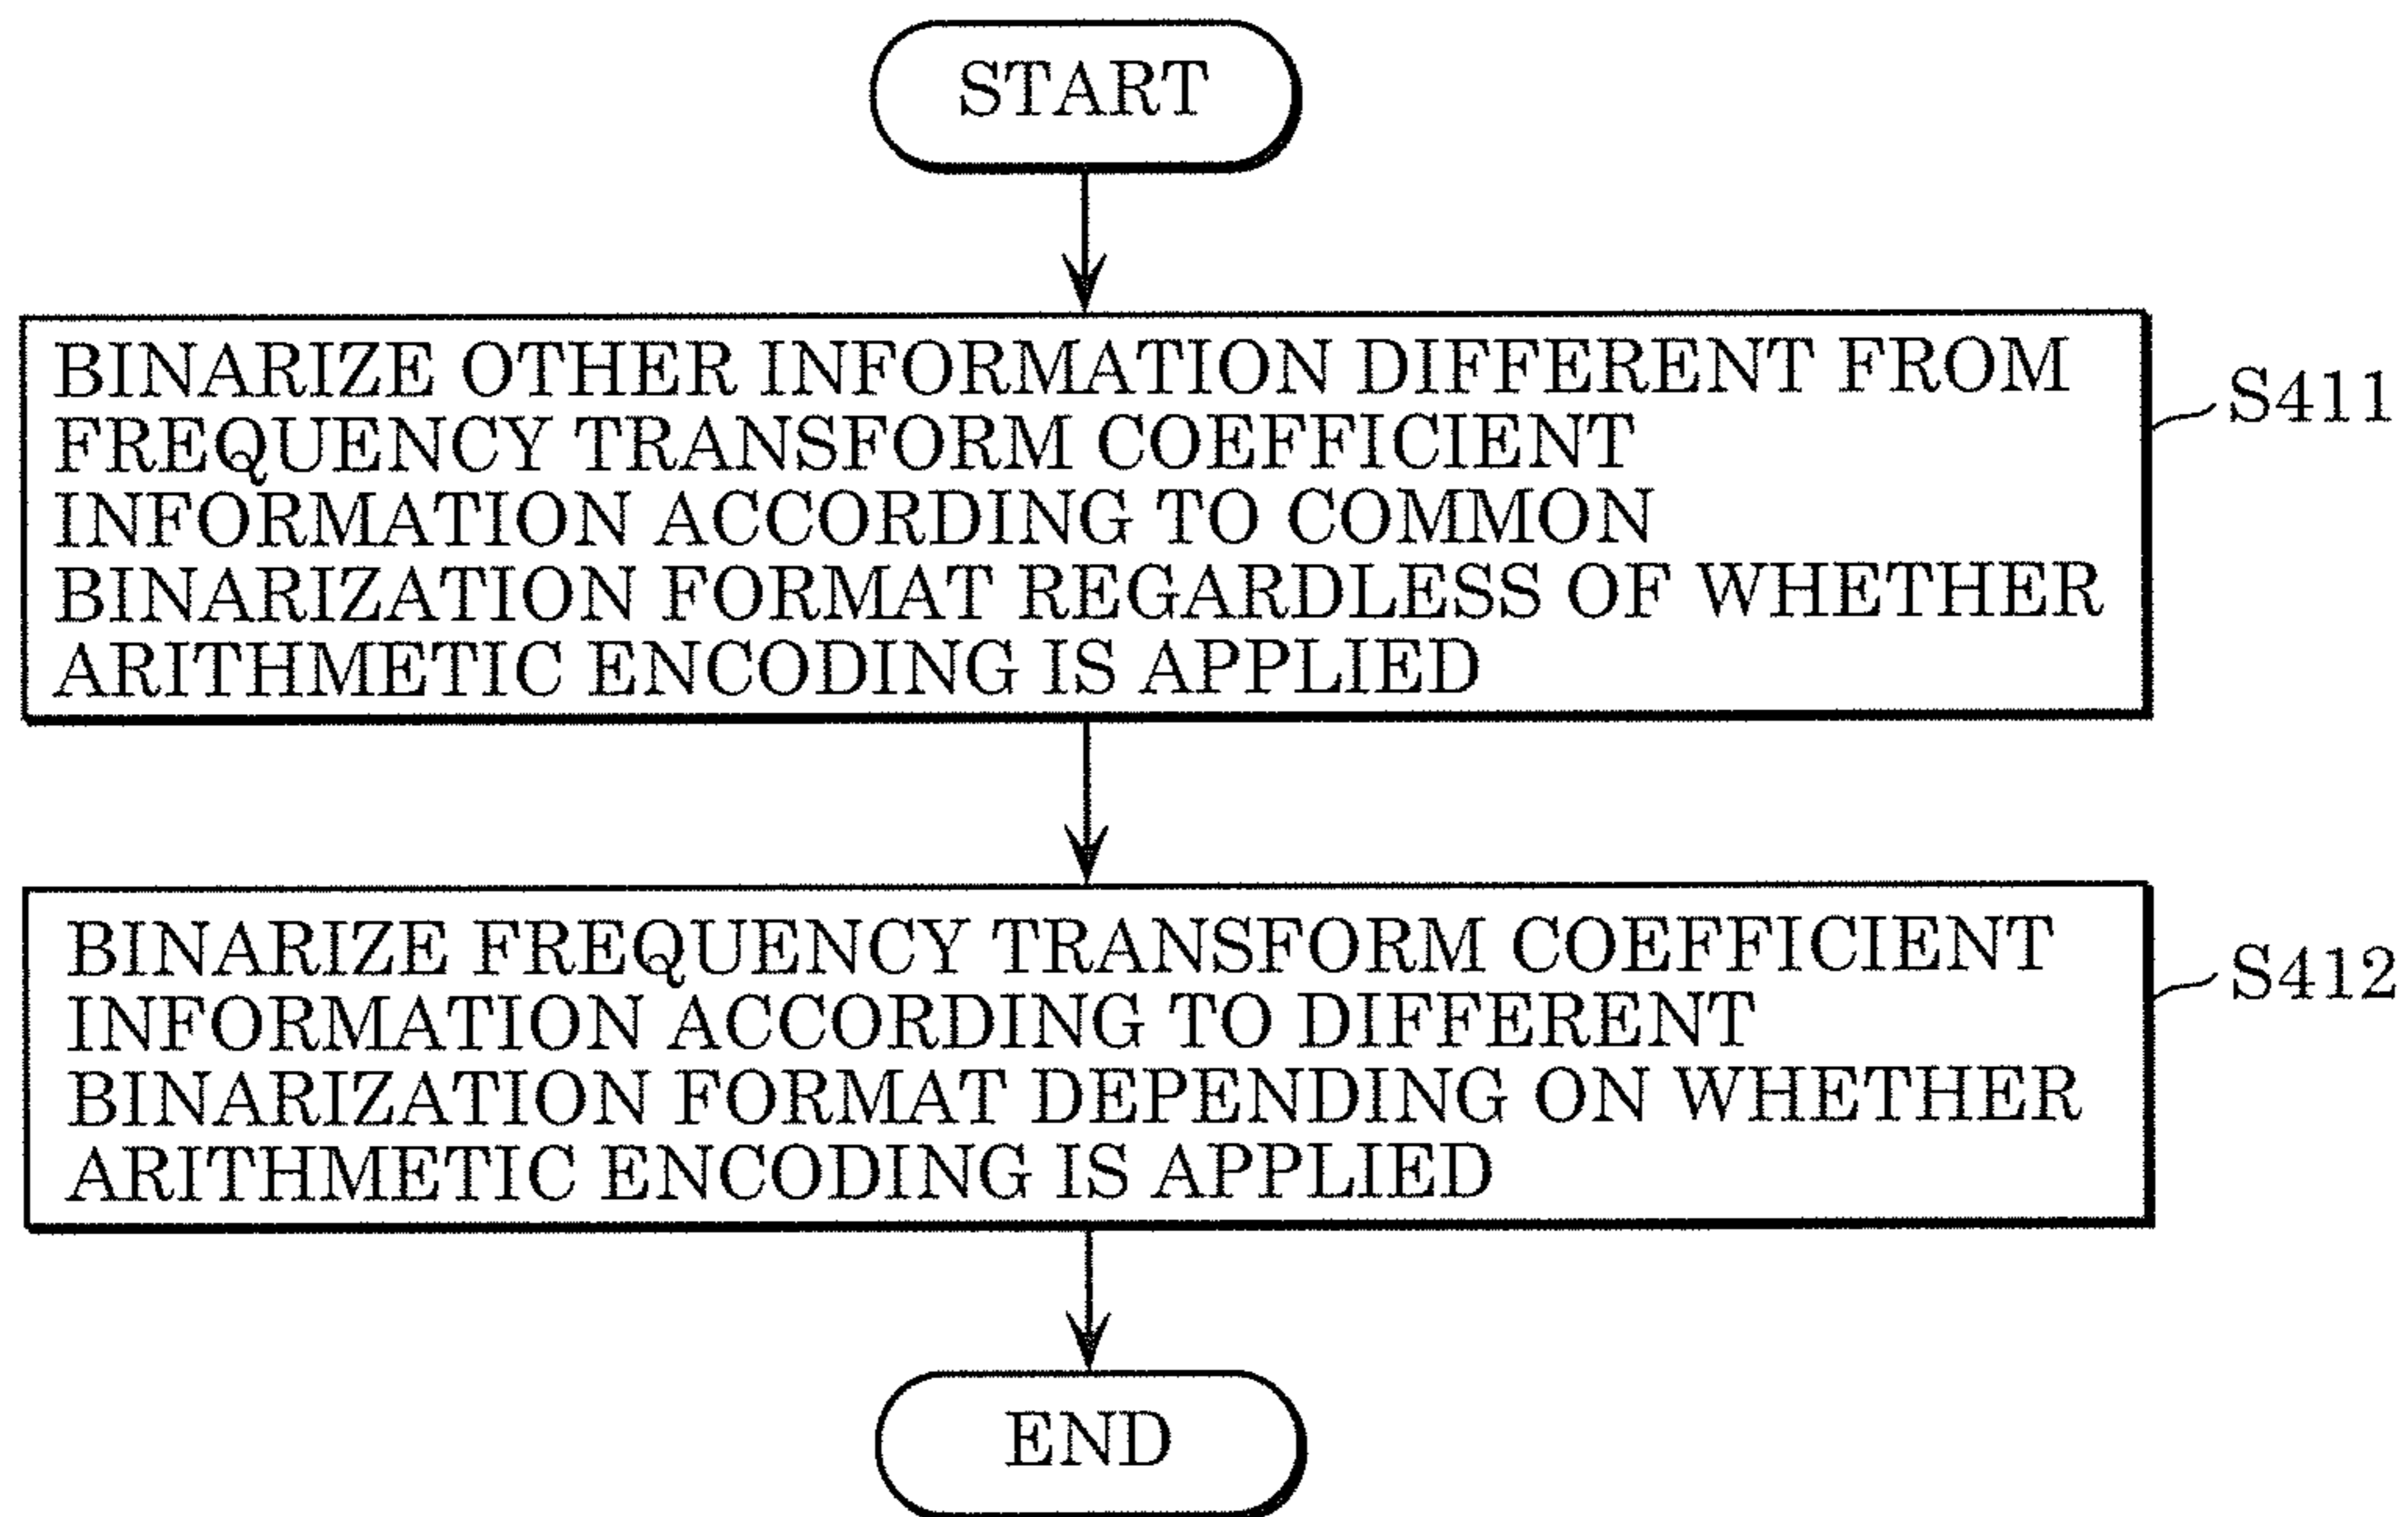 START
BINARIZE OTHER INFORMATION DIFFERENT FROM
FREQUENCY TRANSFORM COEFFICIENT
INFORMATION ACCORDING TO COMMON
BINARIZATION FORMAT REGARDLESS OF WHETHER
ARITHMETIC ENCODING IS APPLIED
S411
BINARIZE FREQUENCY TRANSFORM COEFFICIENT
INFORMATION ACCORDING TO DIFFERENT
BINARIZATION FORMAT DEPENDING ON WHETHER
ARITHMETIC ENCODING IS APPLIED
S412
END